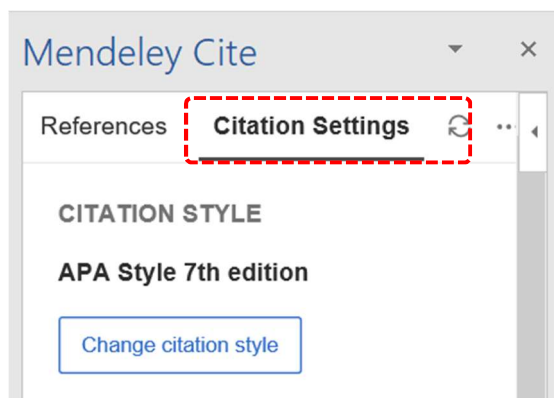 Mendeley Cite
References Citation Settings
CITATION STYLE
APA Style 7th edition
Change citation style